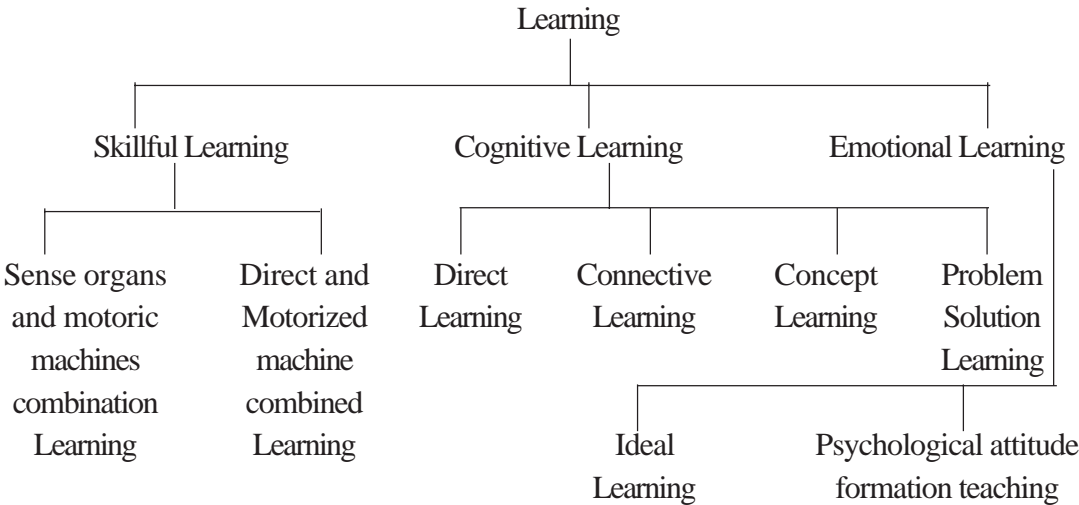 Learning
Skillful Learning
Cognitive Learning
Emotional Learning
Sense organs
and motoric
machines
combination
Learning
Direct and
Motorized
machine
combined
Learning
Direct
Learning
Connective
Learning
Concept
Learning
Problem
Solution
Learning
Ideal
Learning
Psychological attitude
formation teaching